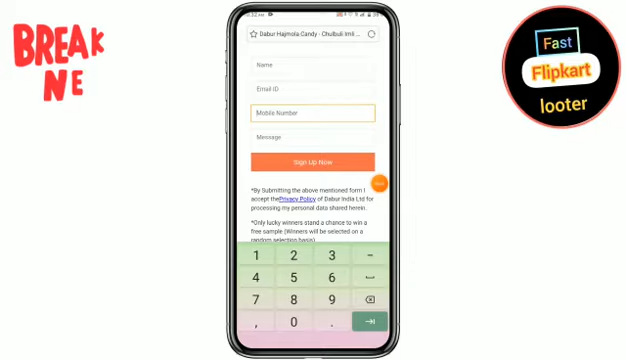 BREAK
NE
Fast
Flipkart
looter
Dabur Hajmola Candy - Chulbuli Imli ...
Name
Email ID
Mobile Number
Message
Sign Up Now
*By Submitting the above mentioned form I
accept the Privacy Policy of Dabur India Ltd for
processing my personal data shared herein.
*Only lucky winners stand a chance to win a
free sample (Winners will be selected on a
random selection basis)
1 2 3 -
4 5 6
7 8 9
, 0 .